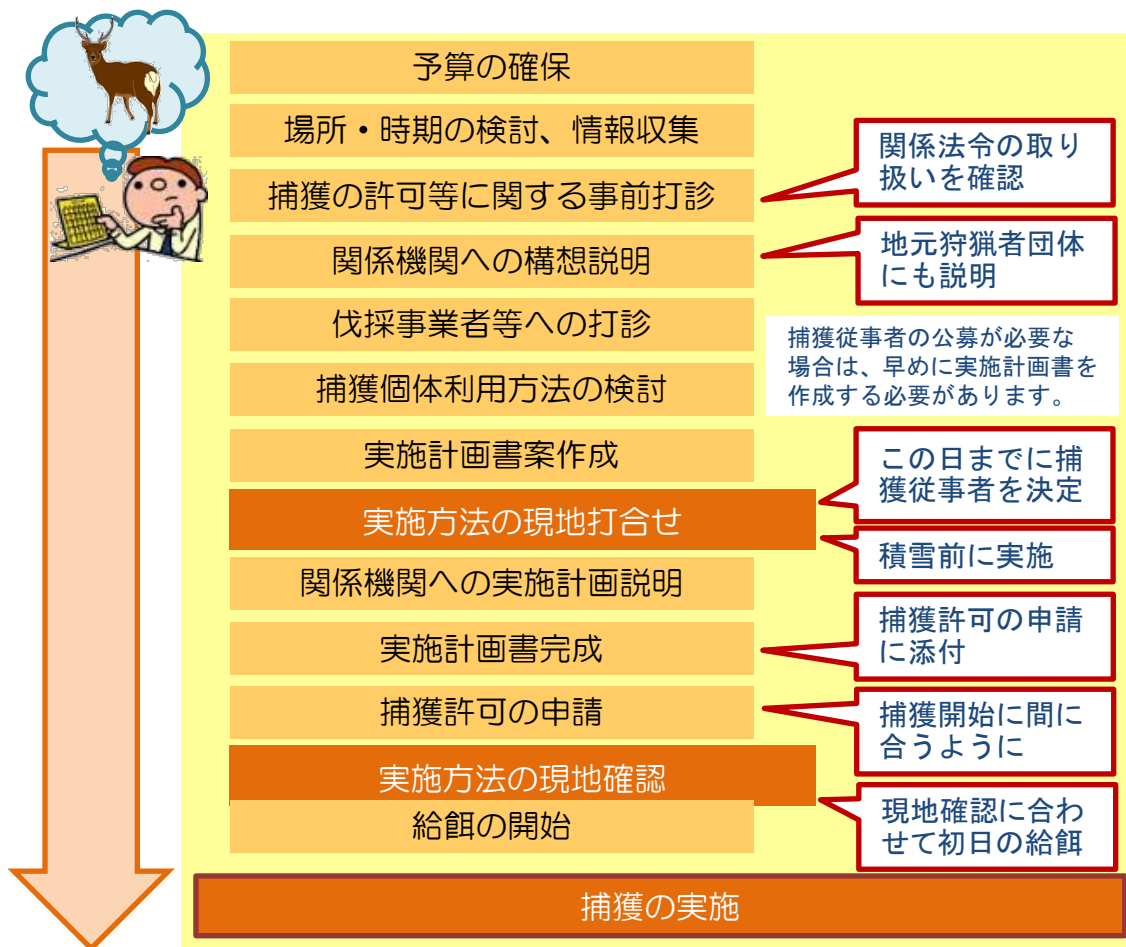 予算の確保
場所・時期の検討、情報収集
捕獲の許可等に関する事前打診
関係法令の取り
扱いを確認
関係機関への構想説明
地元狩猟者団体
にも説明
伐採事業者等への打診
捕獲個体利用方法の検討
捕獲従事者の公募が必要な
場合は、早めに実施計画書を
作成する必要があります。
実施計画書案作成
実施方法の現地打合せ
この日までに捕
獲従事者を決定
積雪前に実施
関係機関への実施計画説明
実施計画書完成
捕獲許可の申請
に添付
捕獲許可の申請
捕獲開始に間に
合うように
実施方法の現地確認
給餌の開始
現地確認に合わ
せて初日の給餌
捕獲の実施